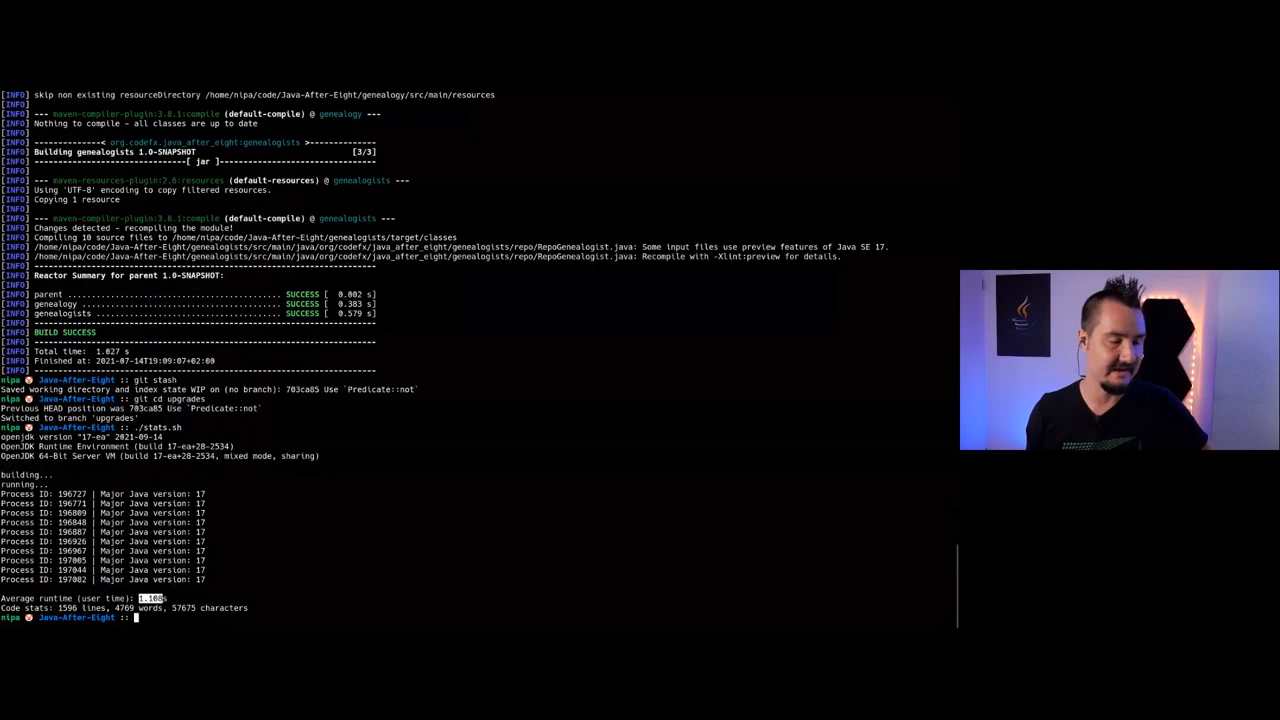 [INFO] skip non existing resourceDirectory /home/nipa/code/Java-After-Eight/genealogy/src/main/resources
[INFO]
[INFO] --- maven-compiler-plugin:3.8.1:compile (default-compile) @ genealogy ---
[INFO] Nothing to compile - all classes are up to date
[INFO]
[INFO] -------------< org.codefx.java_after_eight:genealogists >--------------
[INFO] Building genealogists 1.0-SNAPSHOT [3/3]
[INFO] --------------------------------[ jar ]---------------------------------
[INFO]
[INFO] --- maven-resources-plugin:2.6:resources (default-resources) @ genealogists ---
[INFO] Using 'UTF-8' encoding to copy filtered resources.
[INFO] Copying 1 resource
[INFO]
[INFO] --- maven-compiler-plugin:3.8.1:compile (default-compile) @ genealogists ---
[INFO] Changes detected - recompiling the module!
[INFO] Compiling 10 source files to /home/nipa/code/Java-After-Eight/genealogists/target/classes
[INFO] /home/nipa/code/Java-After-Eight/genealogists/src/main/java/org/codefx/java_after_eight/genealogists/repo/RepoGenealogist.java: Some input files use preview features of Java SE 17.
[INFO] /home/nipa/code/Java-After-Eight/genealogists/src/main/java/org/codefx/java_after_eight/genealogists/repo/RepoGenealogist.java: Recompile with -Xlint:preview for details.
[INFO] ------------------------------------------------------------------------
[INFO] Reactor Summary for parent 1.0-SNAPSHOT:
[INFO]
[INFO] parent ............................................. SUCCESS [  0.002 s]
[INFO] genealogy .......................................... SUCCESS [  0.383 s]
[INFO] genealogists ....................................... SUCCESS [  0.579 s]
[INFO] ------------------------------------------------------------------------
[INFO] BUILD SUCCESS
[INFO] ------------------------------------------------------------------------
[INFO] Total time:  1.027 s
[INFO] Finished at: 2021-07-14T19:09:07+02:00
[INFO] ------------------------------------------------------------------------
nipa 🤡 Java-After-Eight :: git stash
Saved working directory and index state WIP on (no branch): 703ca85 Use `Predicate::not`
nipa 🤡 Java-After-Eight :: git cd upgrades
Previous HEAD position was 703ca85 Use `Predicate::not`
Switched to branch 'upgrades'
nipa 🤡 Java-After-Eight :: ./stats.sh
openjdk version "17-ea" 2021-09-14
OpenJDK Runtime Environment (build 17-ea+28-2534)
OpenJDK 64-Bit Server VM (build 17-ea+28-2534, mixed mode, sharing)
building...
running...
Process ID: 196727 | Major Java version: 17
Process ID: 196771 | Major Java version: 17
Process ID: 196809 | Major Java version: 17
Process ID: 196848 | Major Java version: 17
Process ID: 196887 | Major Java version: 17
Process ID: 196926 | Major Java version: 17
Process ID: 196967 | Major Java version: 17
Process ID: 197005 | Major Java version: 17
Process ID: 197044 | Major Java version: 17
Process ID: 197082 | Major Java version: 17
Average runtime (user time): 1.108s
Code stats: 1596 lines, 4769 words, 57675 characters
nipa 🤡 Java-After-Eight ::